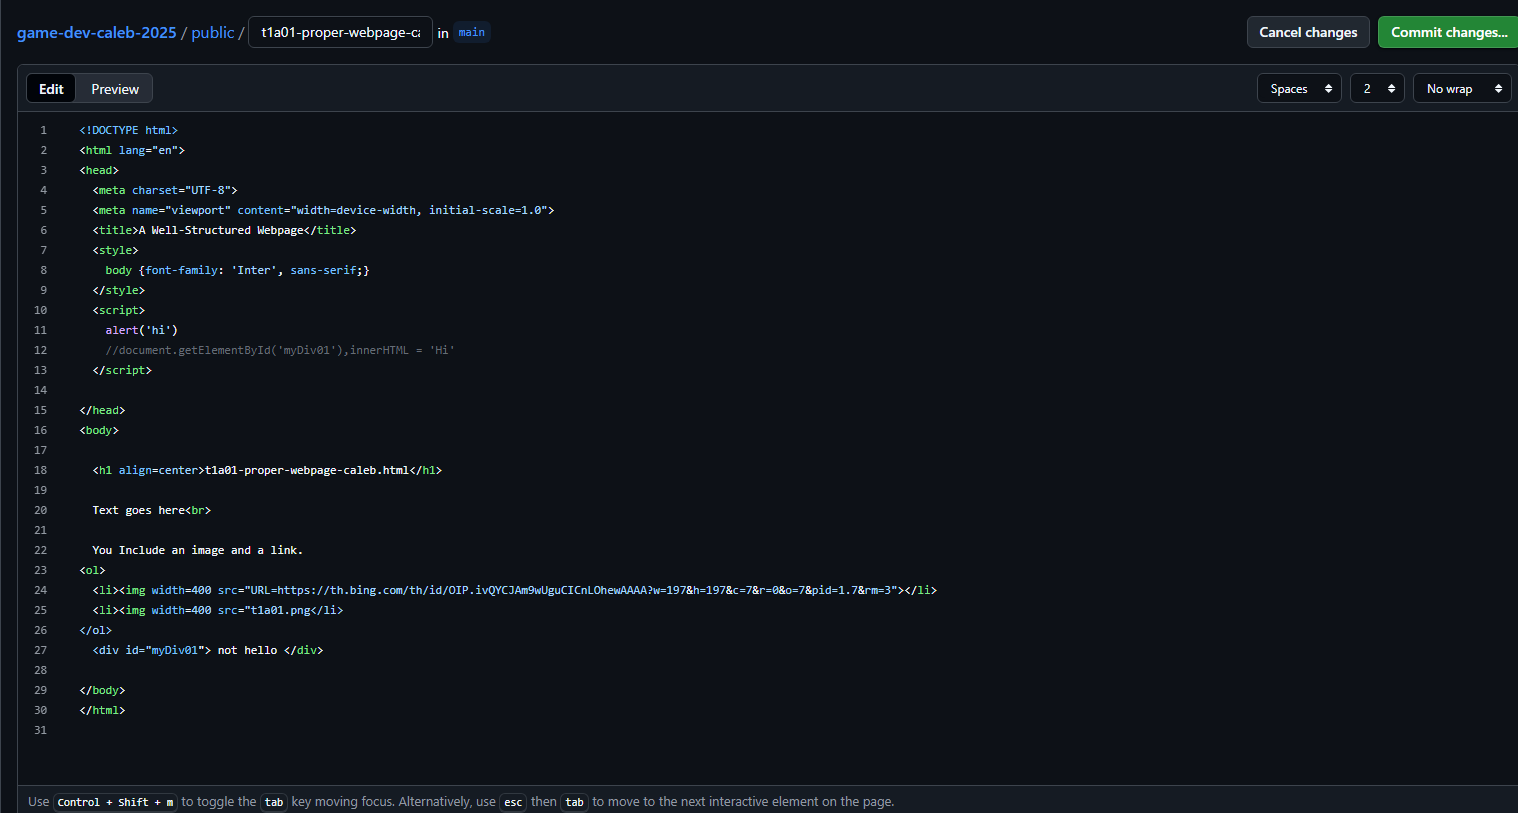 game-dev-caleb-2025 / public / t1a01-proper-webpage-ca in main Cancel changes Commit changes...
Edit Preview Spaces 2 No wrap
1 <!DOCTYPE html>
2 <html lang="en">
3 <head>
4   <meta charset="UTF-8">
5   <meta name="viewport" content="width=device-width, initial-scale=1.0">
6   <title>A Well-Structured Webpage</title>
7   <style>
8     body {font-family: 'Inter', sans-serif;}
9   </style>
10   <script>
11     alert('hi')
12     //document.getElementById('myDiv01'),innerHTML = 'Hi'
13   </script>
14
15 </head>
16 <body>
17
18   <h1 align=center>t1a01-proper-webpage-caleb.html</h1>
19
20   Text goes here<br>
21
22   You Include an image and a link.
23 <ol>
24   <li><img width=400 src="URL=https://th.bing.com/th/id/OIP.ivQYCJAm9wUguCICnLOhewAAAA?w=197&h=197&c=7&r=0&o=7&pid=1.7&rm=3"></li>
25   <li><img width=400 src="t1a01.png</li>
26 </ol>
27   <div id="myDiv01"> not hello </div>
28
29 </body>
30 </html>
31
Use Control + Shift + m to toggle the tab key moving focus. Alternatively, use esc then tab to move to the next interactive element on the page.